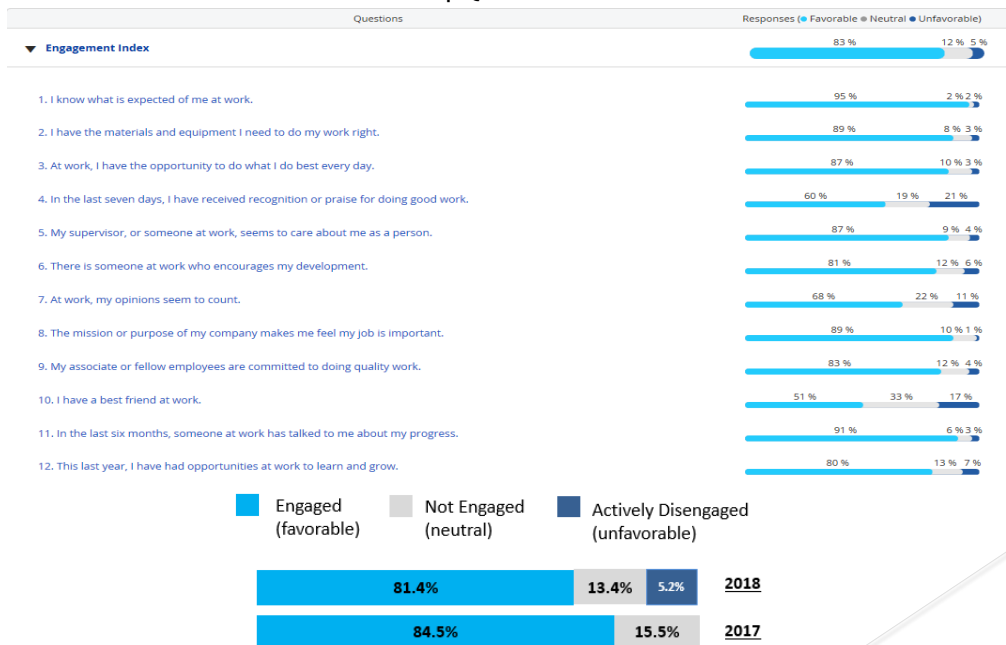 Questions Responses (● Favorable ● Neutral ● Unfavorable)
▼ Engagement Index 83 % 12 % 5 %
1. I know what is expected of me at work. 95 % 2 % 2 %
2. I have the materials and equipment I need to do my work right. 89 % 8 % 3 %
3. At work, I have the opportunity to do what I do best every day. 87 % 10 % 3 %
4. In the last seven days, I have received recognition or praise for doing good work. 60 % 19 % 21 %
5. My supervisor, or someone at work, seems to care about me as a person. 87 % 9 % 4 %
6. There is someone at work who encourages my development. 81 % 12 % 6 %
7. At work, my opinions seem to count. 68 % 22 % 11 %
8. The mission or purpose of my company makes me feel my job is important. 89 % 10 % 1 %
9. My associate or fellow employees are committed to doing quality work. 83 % 12 % 4 %
10. I have a best friend at work. 51 % 33 % 17 %
11. In the last six months, someone at work has talked to me about my progress. 91 % 6 % 3 %
12. This last year, I have had opportunities at work to learn and grow. 80 % 13 % 7 %
Engaged Not Engaged Actively Disengaged
(favorable) (neutral) (unfavorable)
81.4% 13.4% 5.2% 2018
84.5% 15.5% 2017